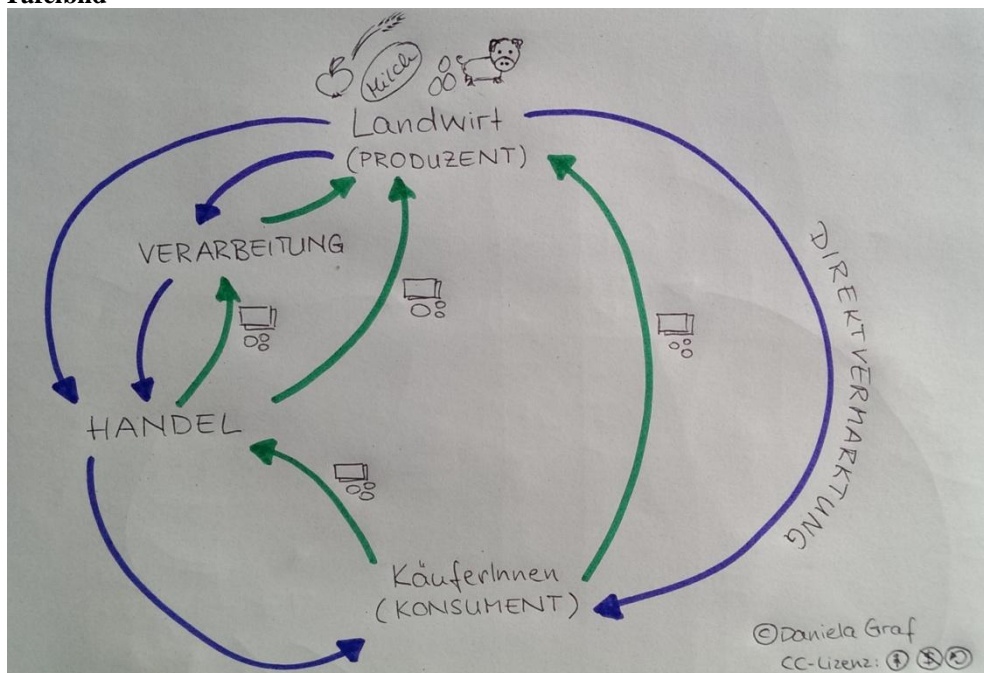 Tafelbild
Milch
Landwirt
(PRODUZENT)
VERARBEITUNG
DIREKTVERMARKTUNG
HANDEL
KäuferInnen
(KONSUMENT)
©Daniela Graf
CC-Lizenz: